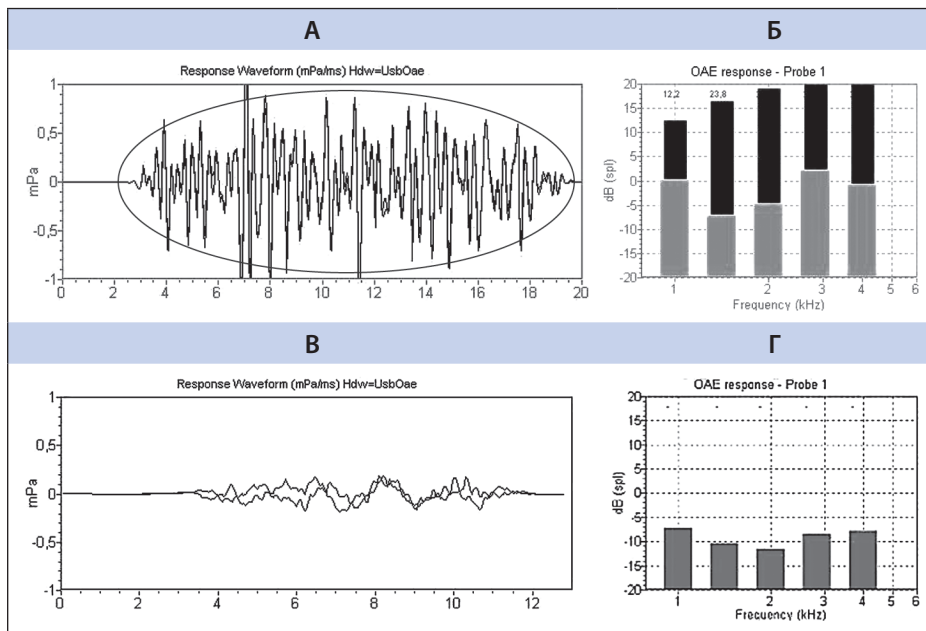 А
Б
Response Waveform (mPa/ms) Hdw=UsbOae
1
0,5
0
-0,5
-1
mPa
0 2 4 6 8 10 12 14 16 18 20
OAE response - Probe 1
20
15
10
5
0
-5
-10
-15
-20
dB (spl)
12,2 23,8
1 2 3 4 5 6
Frequency (kHz)
В
Г
Response Waveform (mPa/ms) Hdw=UsbOae
1
0,5
0
-0,5
-1
mPa
0 2 4 6 8 10 12
OAE response - Probe 1
20
15
10
5
0
-5
-10
-15
-20
dB (spl)
- - - - -
1 2 3 4 5 6
Frequency (kHz)